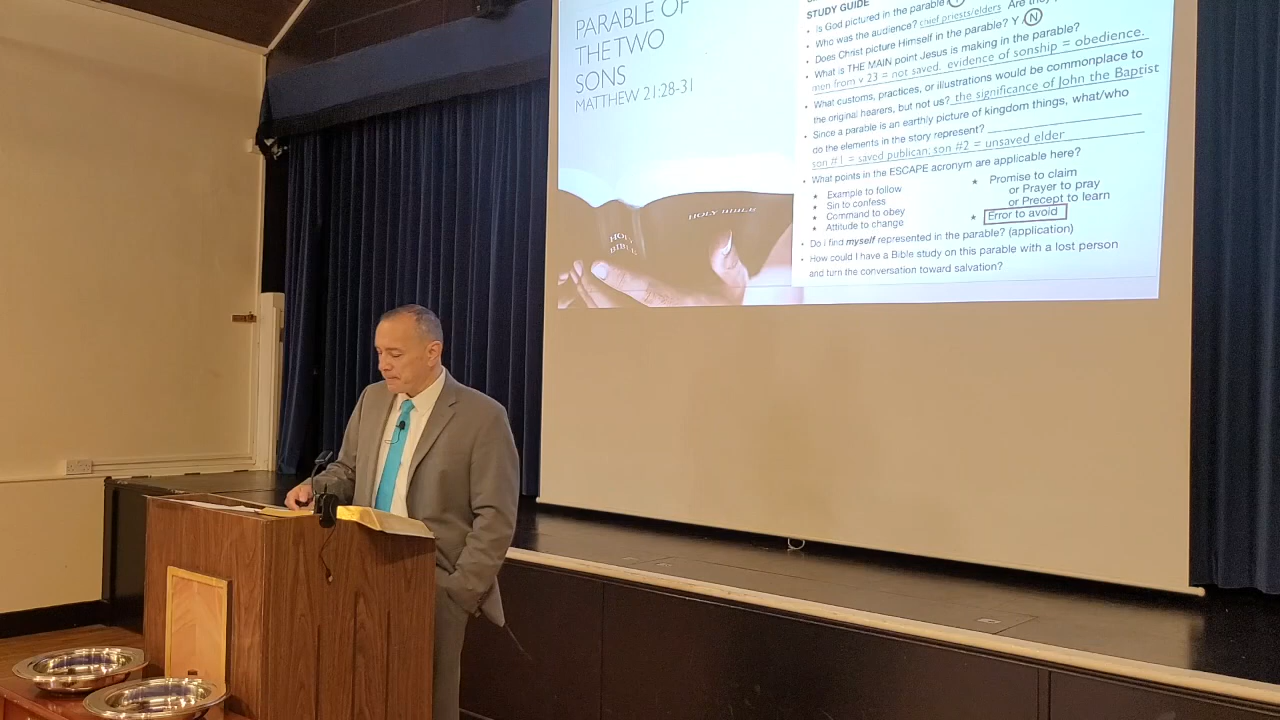 PARABLE OF
THE TWO
SONS
MATTHEW 21:28-31
HOLY BIBLE
HOLY
BIBLE
STUDY GUIDE
• Is God pictured in the parable
• Who was the audience? chief priests/elders Are they
• Does Christ picture Himself in the parable? Y N
• What is THE MAIN point Jesus is making in the parable?
men from v 23 = not saved. evidence of sonship = obedience.
• What customs, practices, or illustrations would be commonplace to
the original hearers, but not us? the significance of John the Baptist
• Since a parable is an earthly picture of kingdom things, what/who
do the elements in the story represent?
son #1 = saved publican; son #2 = unsaved elder
• What points in the ESCAPE acronym are applicable here?
★ Example to follow
★ Sin to confess
★ Command to obey
★ Attitude to change
★ Promise to claim
or Prayer to pray
or Precept to learn
★ Error to avoid
• Do I find myself represented in the parable? (application)
• How could I have a Bible study on this parable with a lost person
and turn the conversation toward salvation?